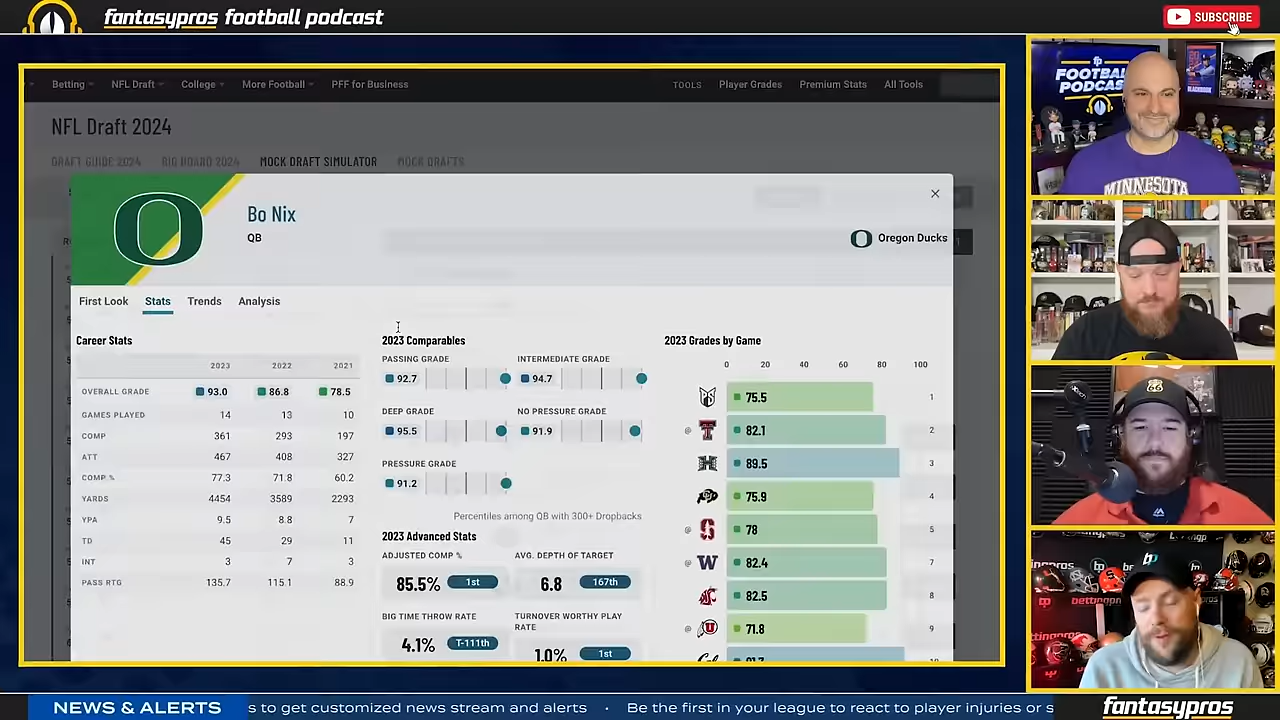 fantasypros football podcast
SUBSCRIBE
Betting NFL Draft College More Football PFF for Business TOOLS Player Grades Premium Stats All Tools
NFL Draft 2024
DRAFT GUIDE 2024 BIG BOARD 2024 MOCK DRAFT SIMULATOR MOCK DRAFTS
Bo Nix
QB
Oregon Ducks
First Look Stats Trends Analysis
Career Stats
2023 2022 2021
OVERALL GRADE 93.0 86.8 78.5
GAMES PLAYED 14 13 10
COMP 361 293 197
ATT 467 408 327
COMP % 77.3 71.8 60.2
YARDS 4454 3589 2293
YPA 9.5 8.8 7
TD 45 29 11
INT 3 7 3
PASS RTG 135.7 115.1 88.9
2023 Comparables
PASSING GRADE INTERMEDIATE GRADE
92.7 94.7
DEEP GRADE NO PRESSURE GRADE
95.5 91.9
PRESSURE GRADE
91.2
Percentiles among QB with 300+ Dropbacks
2023 Advanced Stats
ADJUSTED COMP % AVG. DEPTH OF TARGET
85.5% 1st 6.8 167th
BIG TIME THROW RATE TURNOVER WORTHY PLAY RATE
4.1% T-111th 1.0% 1st
2023 Grades by Game
0 20 40 60 80 100
75.5 1
@ 82.1 2
89.5 3
75.9 4
@ 78 5
@ 82.4 7
82.5 8
@ 71.8 9
FOOTBALL
PODCAST
MINNESOTA
66
bettingpros
NEWS & ALERTS
s to get customized news stream and alerts · Be the first in your league to react to player injuries or s
fantasypros